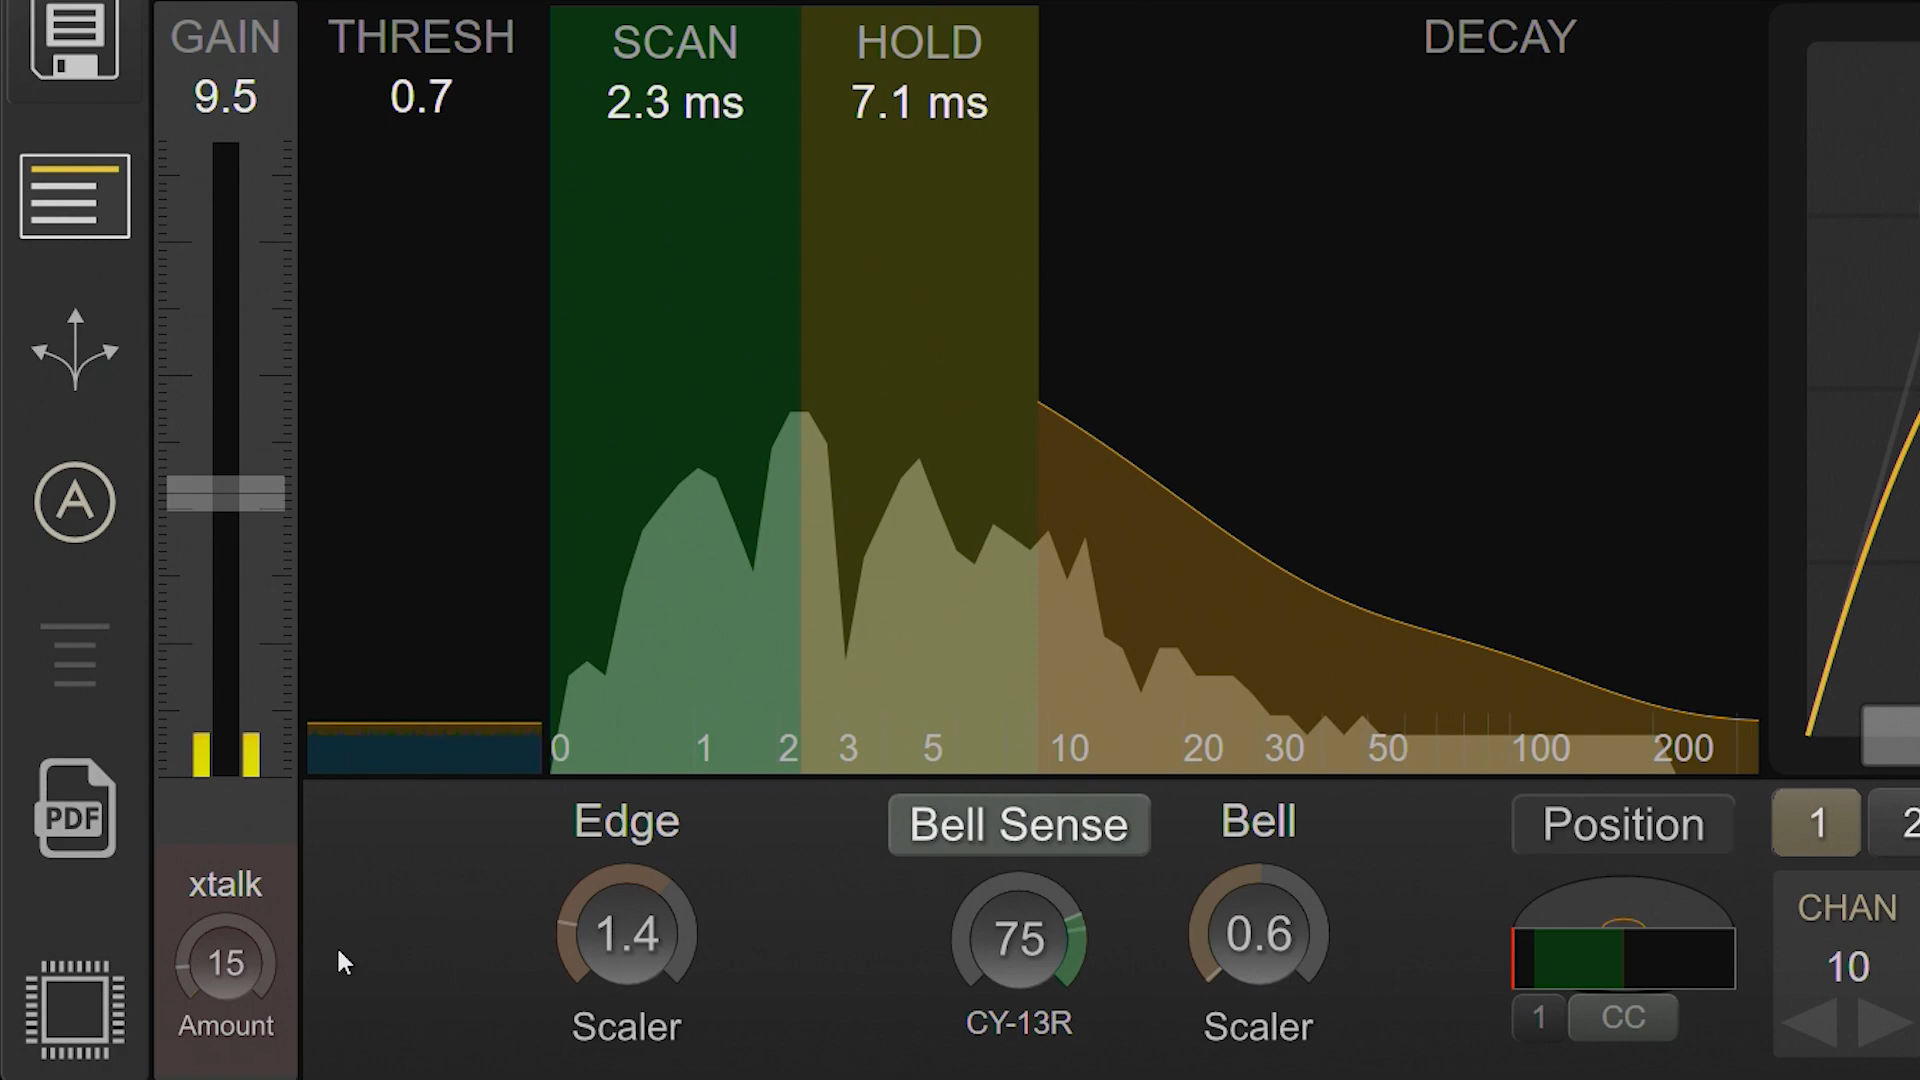 GAIN
9.5
THRESH
0.7
SCAN
2.3 ms
HOLD
7.1 ms
DECAY
A
0 1 2 3 5 10 20 30 50 100 200
PDF
Edge
1.4
Scaler
Bell Sense
75
CY-13R
Bell
0.6
Scaler
Position
1 CC
1 2
CHAN
10
xtalk
15
Amount